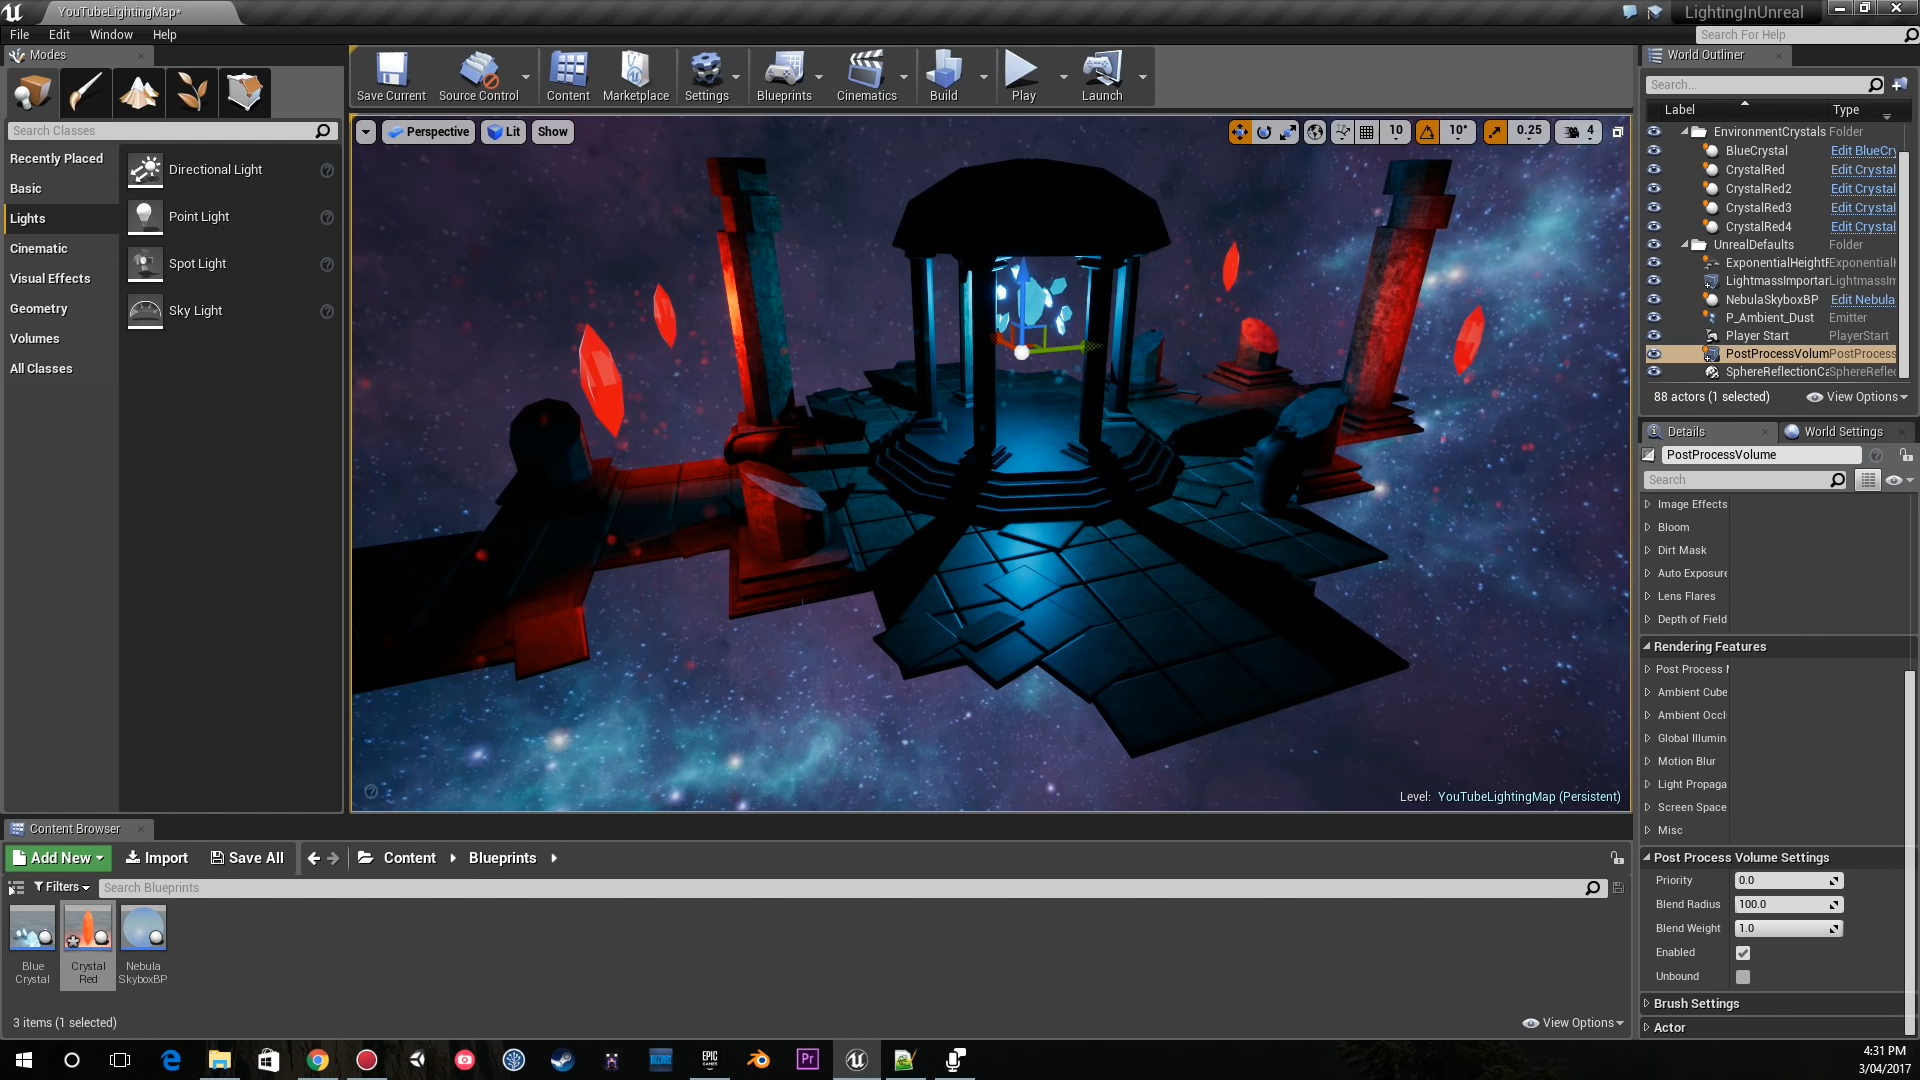 YouTubeLightingMap*
LightingInUnreal
File Edit Window Help
Search For Help
Modes
Search Classes
Recently Placed
Basic
Lights
Cinematic
Visual Effects
Geometry
Volumes
All Classes
Directional Light
Point Light
Spot Light
Sky Light
Save Current
Source Control
Content
Marketplace
Settings
Blueprints
Cinematics
Build
Play
Launch
Perspective
Lit
Show
10
10°
0.25
4
Level: YouTubeLightingMap (Persistent)
World Outliner
Search...
Label Type
EnvironmentCrystals Folder
BlueCrystal Edit BlueCry
CrystalRed Edit Crystal
CrystalRed2 Edit Crystal
CrystalRed3 Edit Crystal
CrystalRed4 Edit Crystal
UnrealDefaults Folder
ExponentialHeightF Exponential
LightmassImportan LightmassIm
NebulaSkyboxBP Edit Nebula
P_Ambient_Dust Emitter
Player Start PlayerStart
PostProcessVolum PostProcess
SphereReflectionCa SphereReflec
88 actors (1 selected)
View Options
Details
World Settings
PostProcessVolume
Search
Image Effects
Bloom
Dirt Mask
Auto Exposure
Lens Flares
Depth of Field
Rendering Features
Post Process M
Ambient Cube
Ambient Occl
Global Illumin
Motion Blur
Light Propaga
Screen Space
Misc
Post Process Volume Settings
Priority 0.0
Blend Radius 100.0
Blend Weight 1.0
Enabled
Unbound
Brush Settings
Actor
Content Browser
Add New
Import
Save All
Content
Blueprints
Filters
Search Blueprints
Blue
Crystal
Crystal
Red
Nebula
SkyboxBP
3 items (1 selected)
View Options
EPIC
GAMES
Pr
4:31 PM
3/04/2017